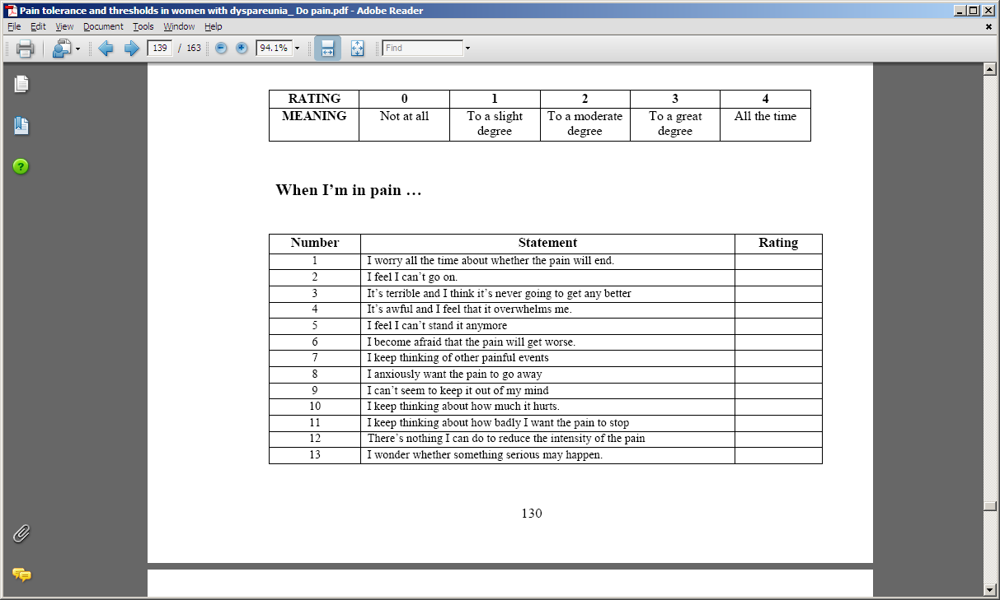 Pain tolerance and thresholds in women with dyspareunia_ Do pain.pdf - Adobe Reader
File Edit View Document Tools Window Help
139 / 163 94.1% Find
RATING 0 1 2 3 4
MEANING Not at all To a slight degree To a moderate degree To a great degree All the time
When I'm in pain …
Number Statement Rating
1 I worry all the time about whether the pain will end.
2 I feel I can't go on.
3 It's terrible and I think it's never going to get any better
4 It's awful and I feel that it overwhelms me.
5 I feel I can't stand it anymore
6 I become afraid that the pain will get worse.
7 I keep thinking of other painful events
8 I anxiously want the pain to go away
9 I can't seem to keep it out of my mind
10 I keep thinking about how much it hurts.
11 I keep thinking about how badly I want the pain to stop
12 There's nothing I can do to reduce the intensity of the pain
13 I wonder whether something serious may happen.
130